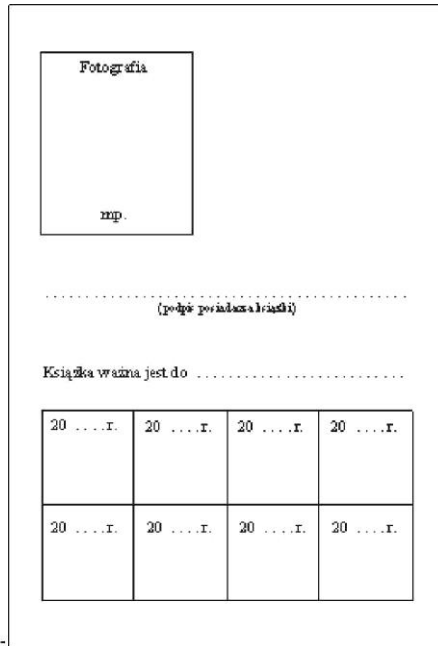 Fotografia
mp.
. . . . . . . . . . . . . . . . . . . . . . . . . . . . . . . . . . . . . . . . . . . . . . . .
(podpis posiadacza książki)
Książka ważna jest do . . . . . . . . . . . . . . . . . . . . . . . . . . .
20 ....r. 20 ....r. 20 ....r. 20 ....r.
20 ....r. 20 ....r. 20 ....r. 20 ....r.